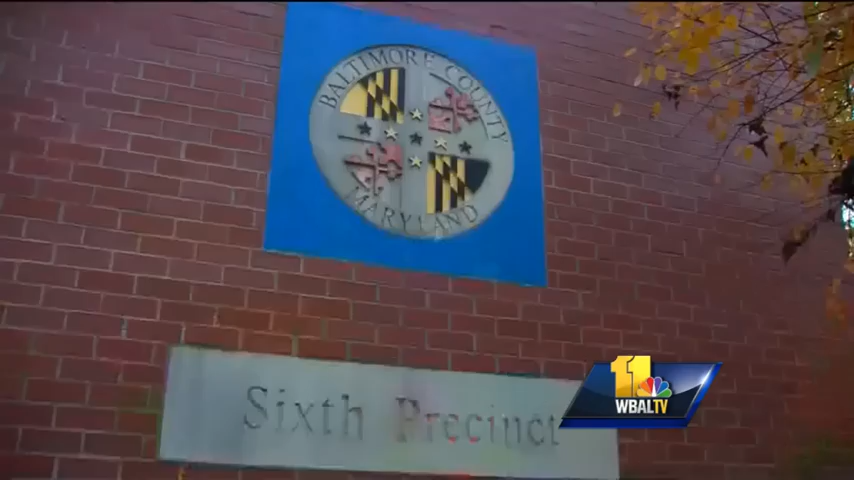 BALTIMORE COUNTY
MARYLAND
Sixth Precinct
11
WBALTV